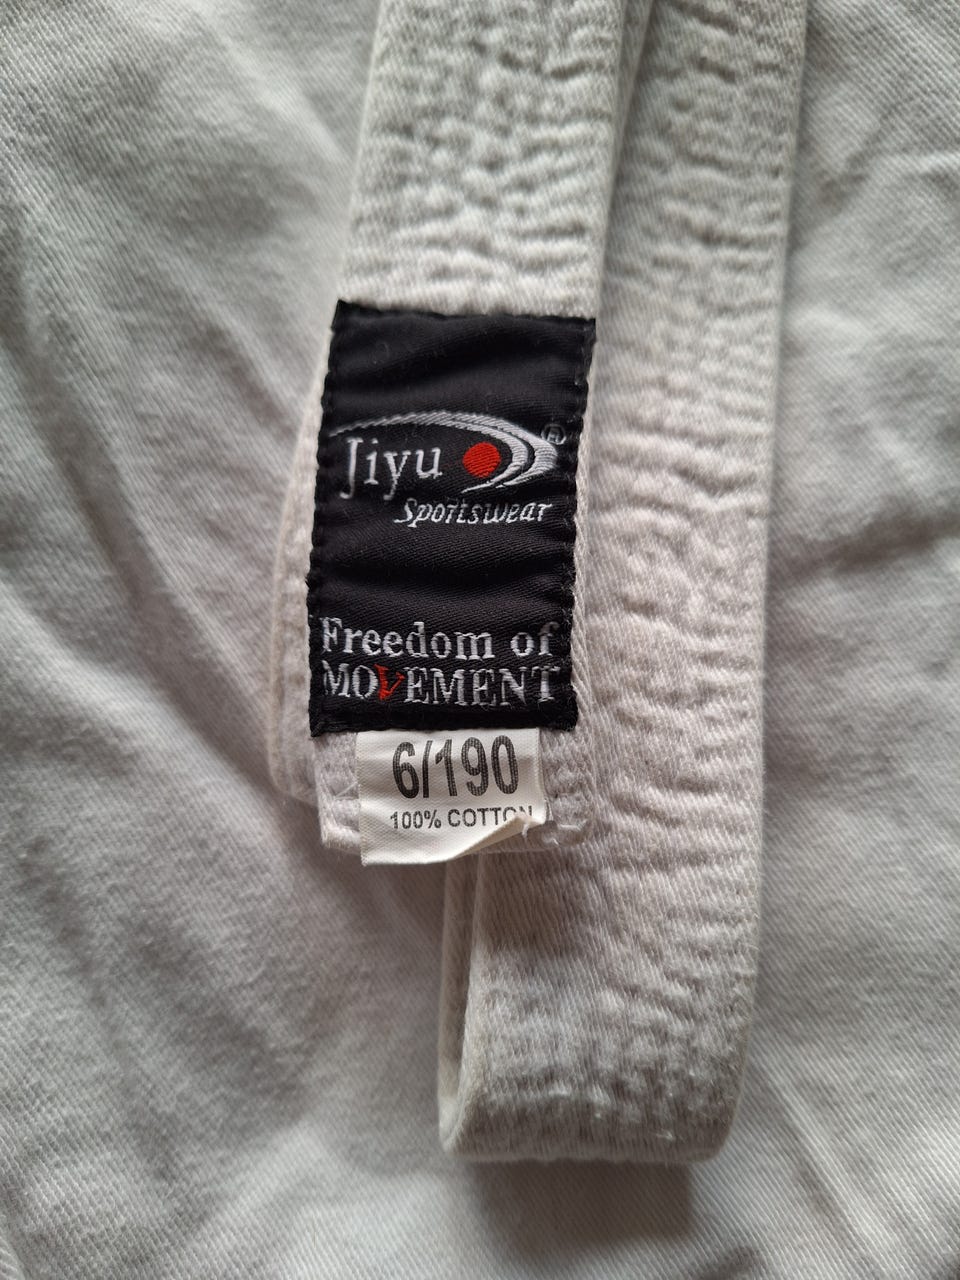 Jiyu ®
Sportswear
Freedom of
MOVEMENT
6/190
100% COTTON